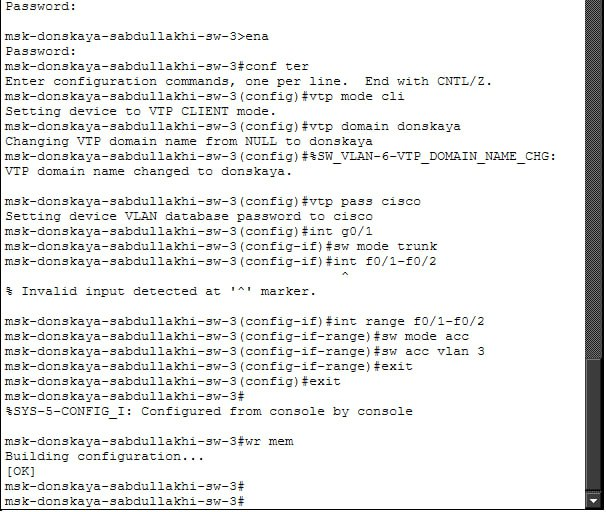 Password:
msk-donskaya-sabdullakhi-sw-3>ena
Password:
msk-donskaya-sabdullakhi-sw-3#conf ter
Enter configuration commands, one per line.  End with CNTL/Z.
msk-donskaya-sabdullakhi-sw-3(config)#vtp mode cli
Setting device to VTP CLIENT mode.
msk-donskaya-sabdullakhi-sw-3(config)#vtp domain donskaya
Changing VTP domain name from NULL to donskaya
msk-donskaya-sabdullakhi-sw-3(config)#%SW_VLAN-6-VTP_DOMAIN_NAME_CHG:
VTP domain name changed to donskaya.
msk-donskaya-sabdullakhi-sw-3(config)#vtp pass cisco
Setting device VLAN database password to cisco
msk-donskaya-sabdullakhi-sw-3(config)#int g0/1
msk-donskaya-sabdullakhi-sw-3(config-if)#sw mode trunk
msk-donskaya-sabdullakhi-sw-3(config-if)#int f0/1-f0/2
^
% Invalid input detected at '^' marker.
msk-donskaya-sabdullakhi-sw-3(config-if)#int range f0/1-f0/2
msk-donskaya-sabdullakhi-sw-3(config-if-range)#sw mode acc
msk-donskaya-sabdullakhi-sw-3(config-if-range)#sw acc vlan 3
msk-donskaya-sabdullakhi-sw-3(config-if-range)#exit
msk-donskaya-sabdullakhi-sw-3(config)#exit
msk-donskaya-sabdullakhi-sw-3#
%SYS-5-CONFIG_I: Configured from console by console
msk-donskaya-sabdullakhi-sw-3#wr mem
Building configuration...
[OK]
msk-donskaya-sabdullakhi-sw-3#
msk-donskaya-sabdullakhi-sw-3#